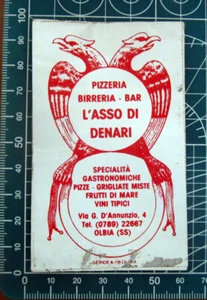 PIZZERIA
BIRRERIA - BAR
L'ASSO DI
DENARI
SPECIALITÀ
GASTRONOMICHE
PIZZE - GRIGLIATE MISTE
FRUTTI DI MARE
VINI TIPICI
Via G. D'Annunzio, 4
Tel. (0789) 22667
OLBIA (SS)